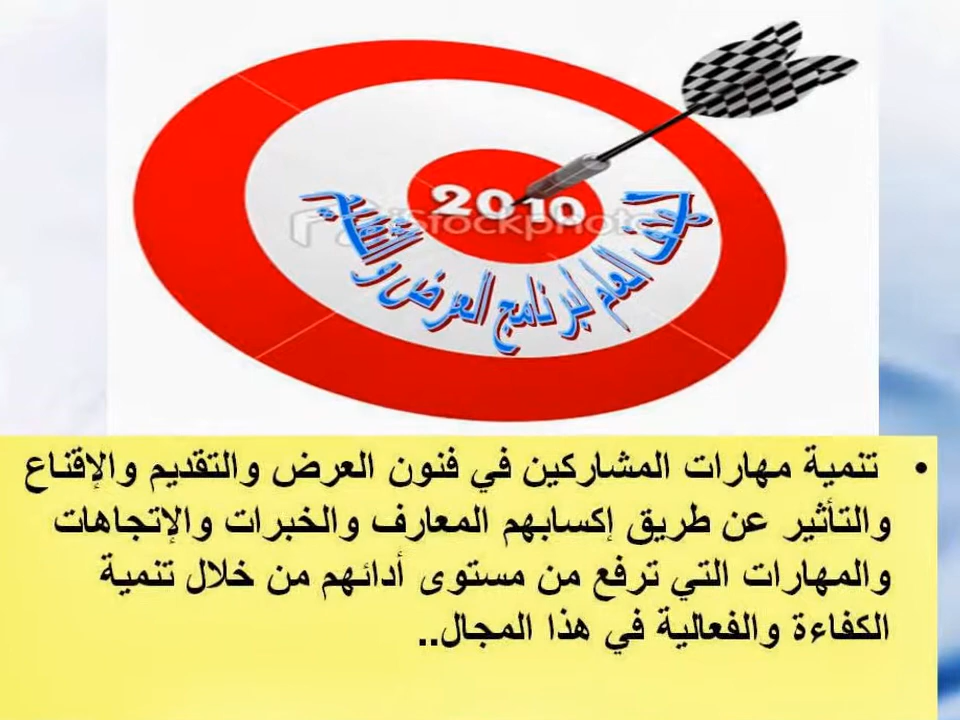 2010
iStockphoto
الهدف العام لبرنامج العرض والتقديم
• تنمية مهارات المشاركين في فنون العرض والتقديم والإقناع
والتأثير عن طريق إكسابهم المعارف والخبرات والإتجاهات
والمهارات التي ترفع من مستوى أدائهم من خلال تنمية
الكفاءة والفعالية في هذا المجال..